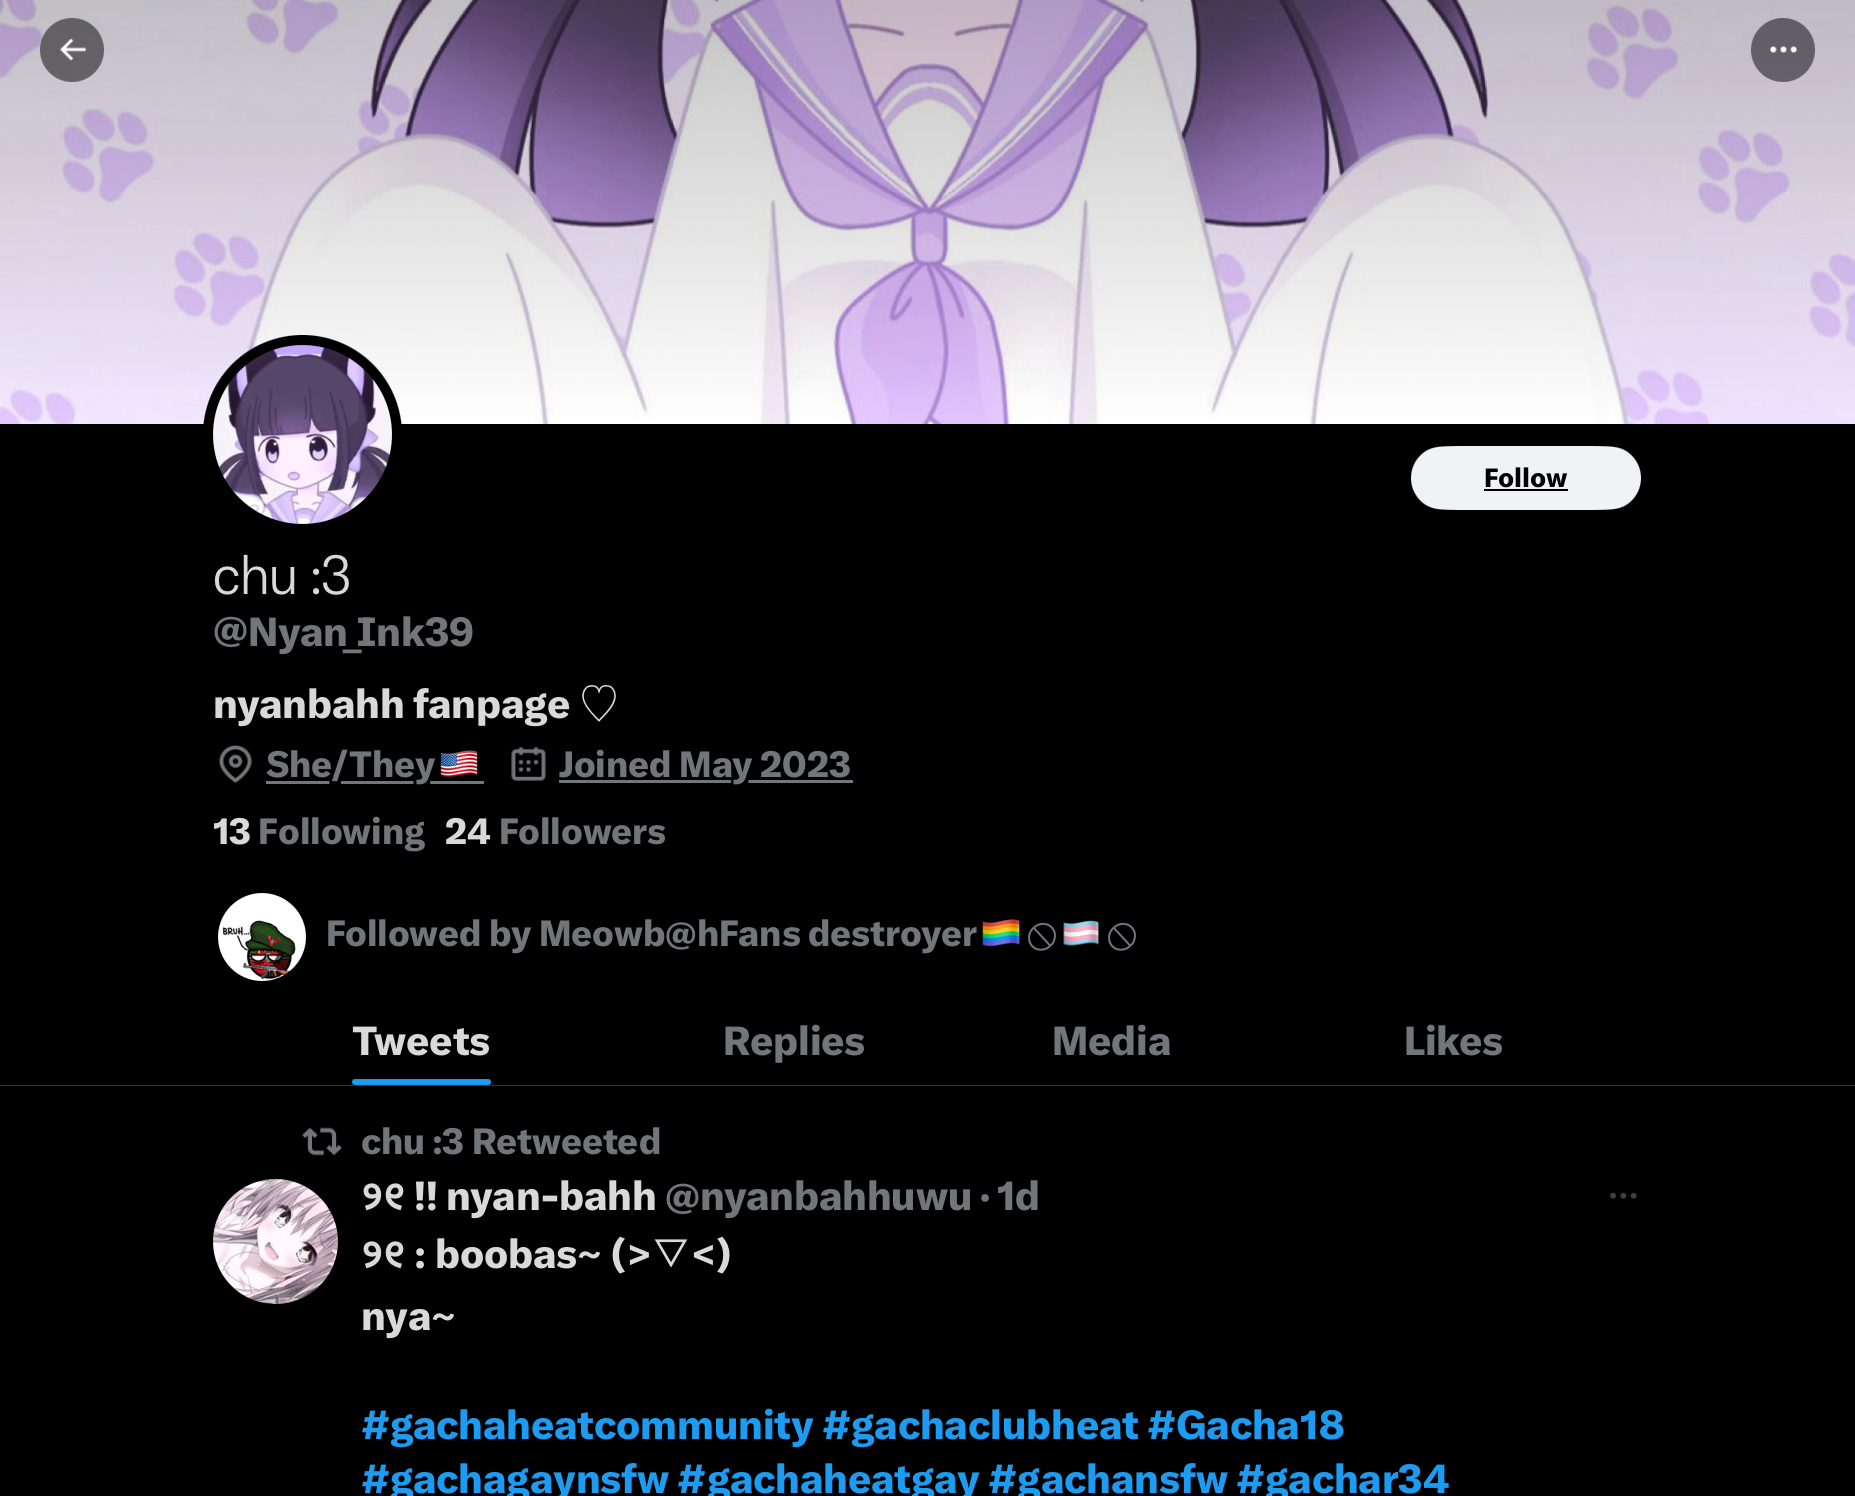 Follow
chu :3
@Nyan_Ink39
nyanbahh fanpage ♡
She/They🇺🇸 Joined May 2023
13 Following 24 Followers
BRUH...
Followed by Meowb@hFans destroyer🏳️‍🌈🚫🏳️‍⚧️🚫
Tweets Replies Media Likes
chu :3 Retweeted
୨୧ !! nyan-bahh @nyanbahhuwu · 1d
୨୧ : boobas~ (>▽<)
nya~
#gachaheatcommunity #gachaclubheat #Gacha18
#gachagaynsfw #gachaheatgay #gachansfw #gachar34